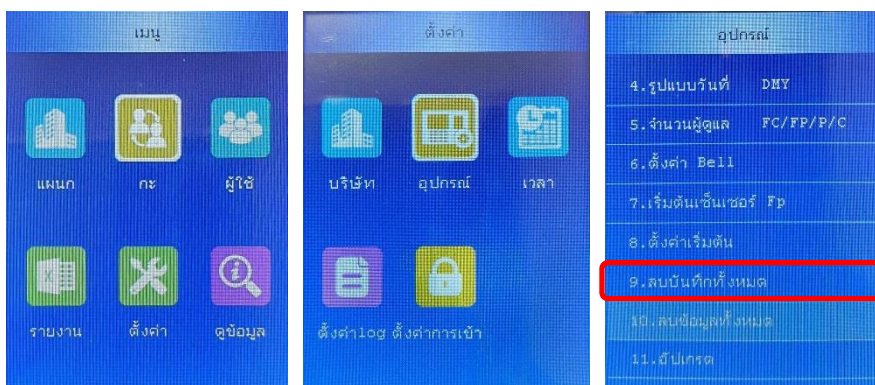 เมนู
แผนก กะ ผู้ใช้
รายงาน ตั้งค่า ดูข้อมูล
ตั้งค่า
บริษัท อุปกรณ์ เวลา
ตั้งค่าlog ตั้งค่าการเข้า
อุปกรณ์
4.รูปแบบวันที่ DMY
5.จำนวนผู้ดูแล FC/FP/P/C
6.ตั้งค่า Bell
7.เริ่มต้นเซ็นเซอร์ Fp
8.ตั้งค่าเริ่มต้น
9.ลบบันทึกทั้งหมด
10.ลบข้อมูลทั้งหมด
11.อัปเกรด